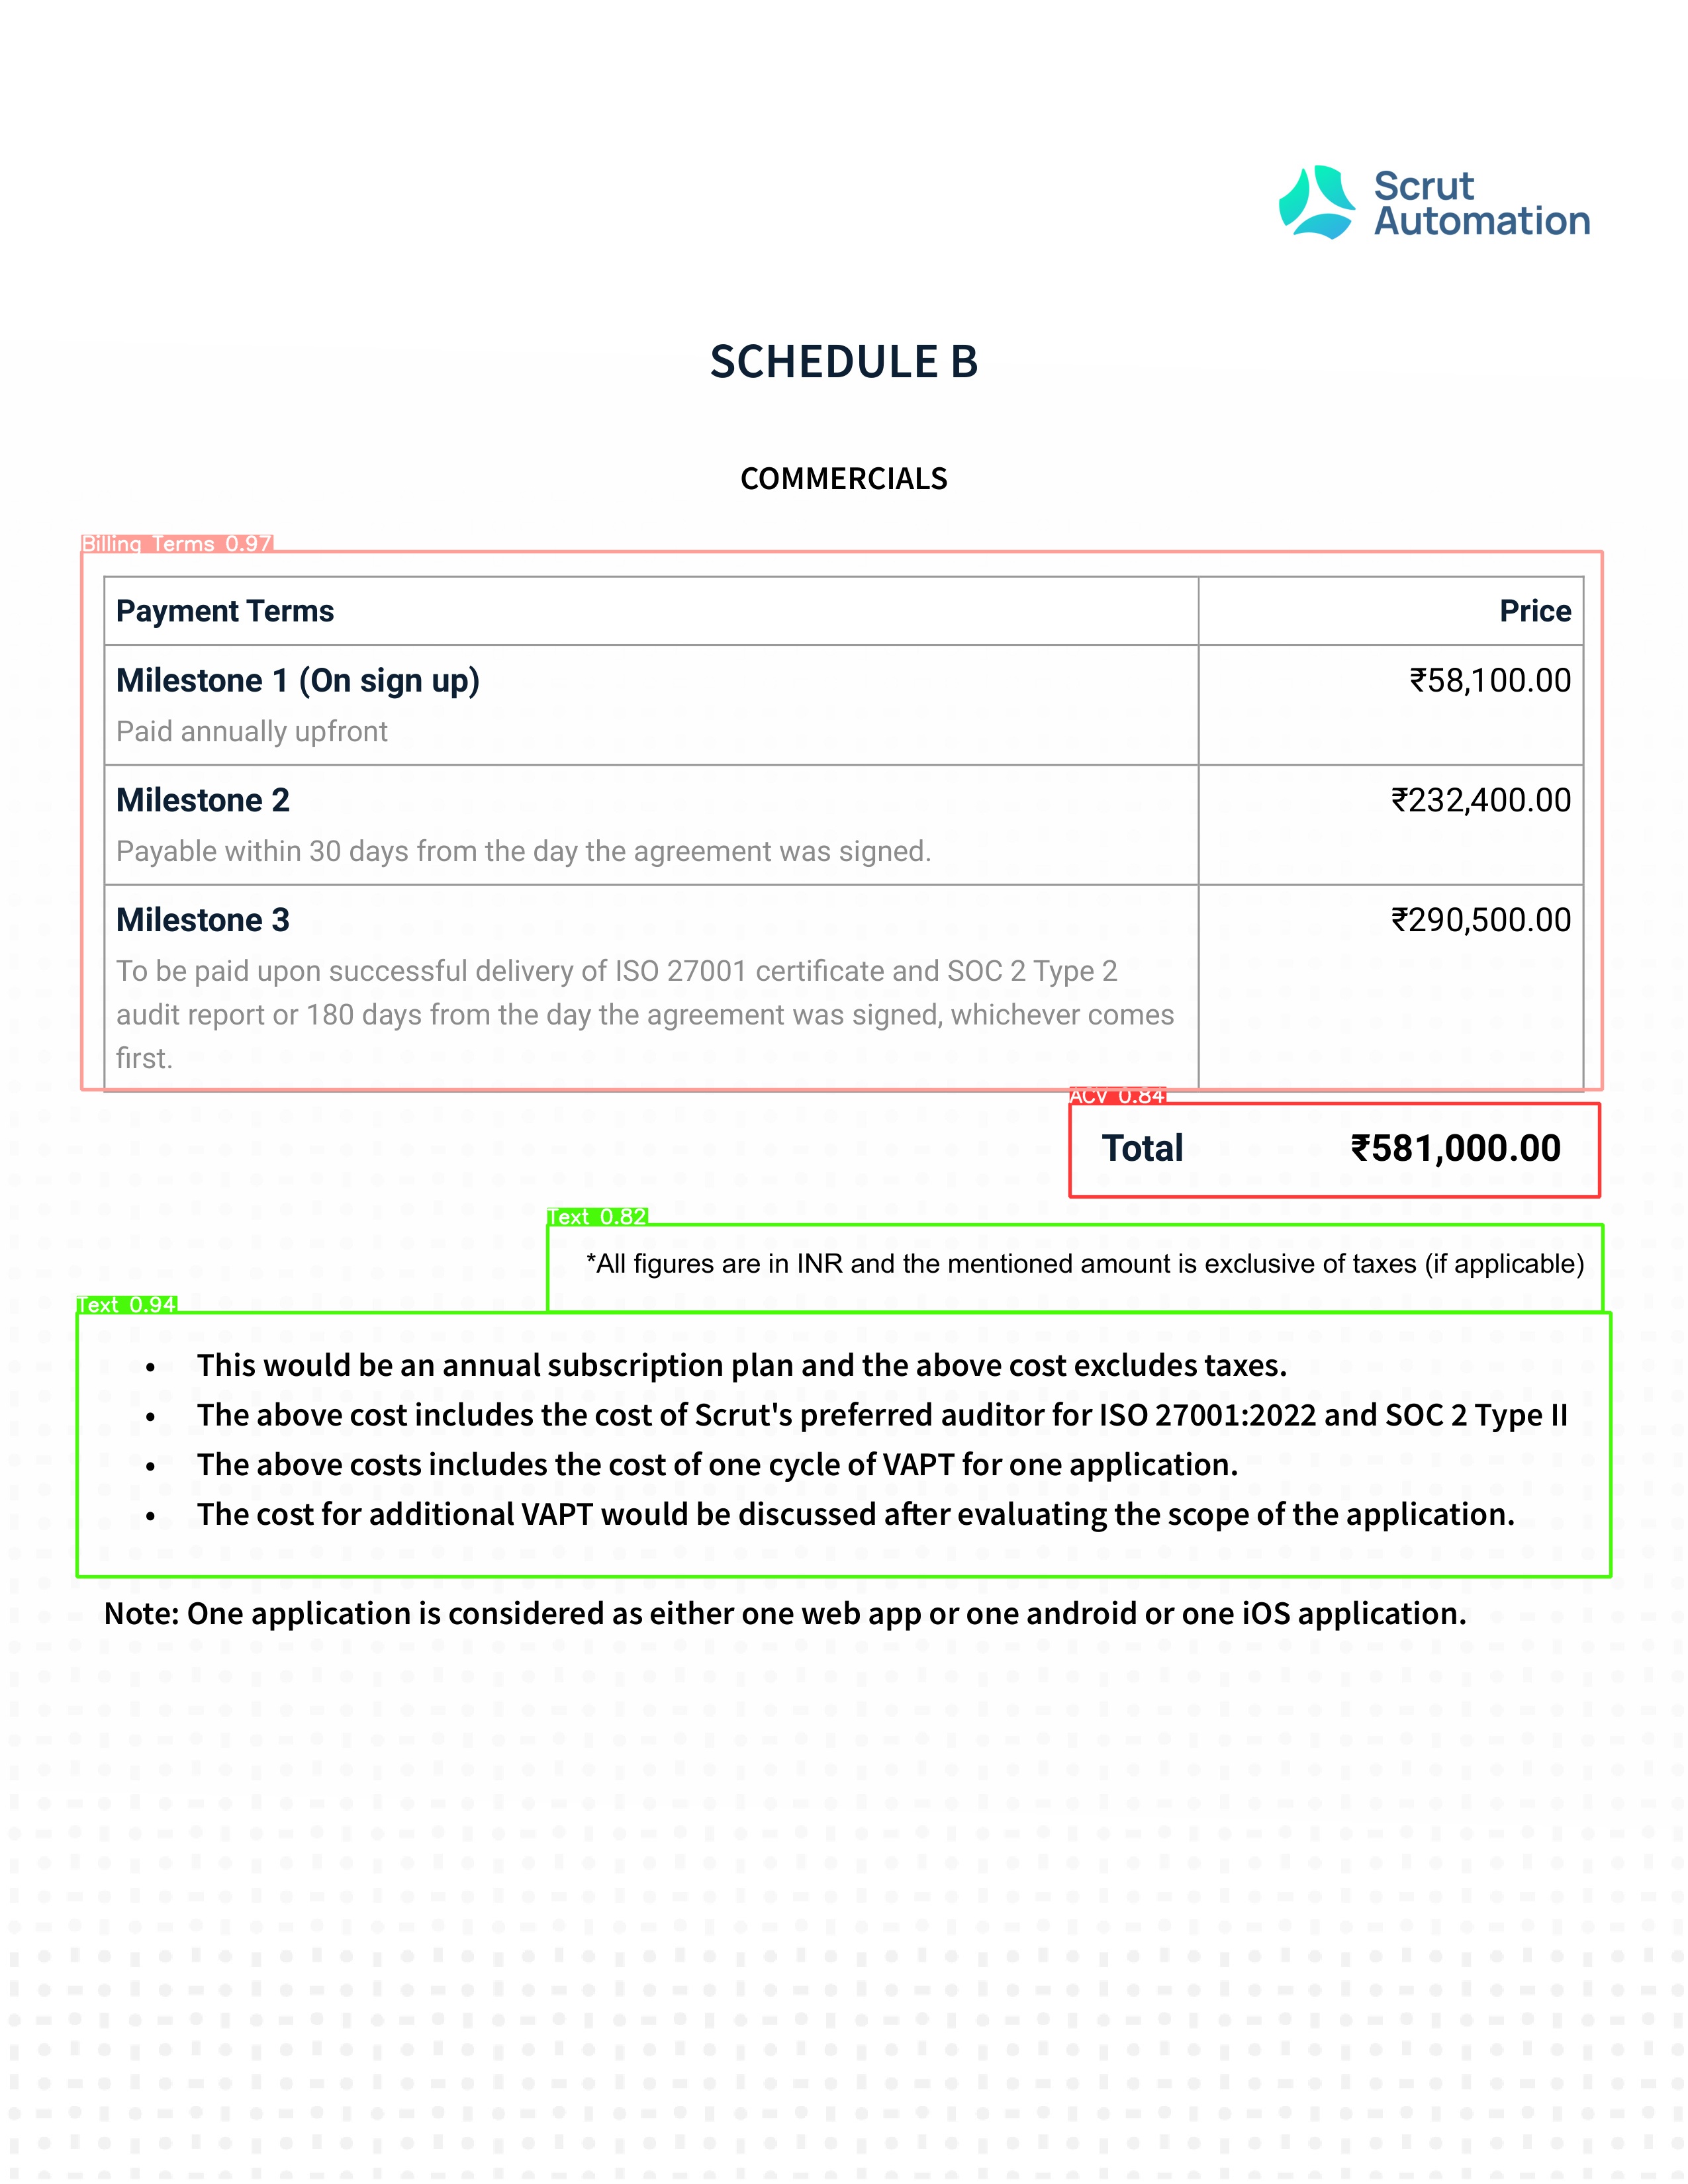 Scrut
Automation
SCHEDULE B
COMMERCIALS
Billing Terms 0.97
Payment Terms Price
Milestone 1 (On sign up) ₹58,100.00
Paid annually upfront
Milestone 2 ₹232,400.00
Payable within 30 days from the day the agreement was signed.
Milestone 3 ₹290,500.00
To be paid upon successful delivery of ISO 27001 certificate and SOC 2 Type 2
audit report or 180 days from the day the agreement was signed, whichever comes
first.
ACV 0.84
Total ₹581,000.00
Text 0.82
*All figures are in INR and the mentioned amount is exclusive of taxes (if applicable)
Text 0.94
• This would be an annual subscription plan and the above cost excludes taxes.
• The above cost includes the cost of Scrut's preferred auditor for ISO 27001:2022 and SOC 2 Type II
• The above costs includes the cost of one cycle of VAPT for one application.
• The cost for additional VAPT would be discussed after evaluating the scope of the application.
Note: One application is considered as either one web app or one android or one iOS application.